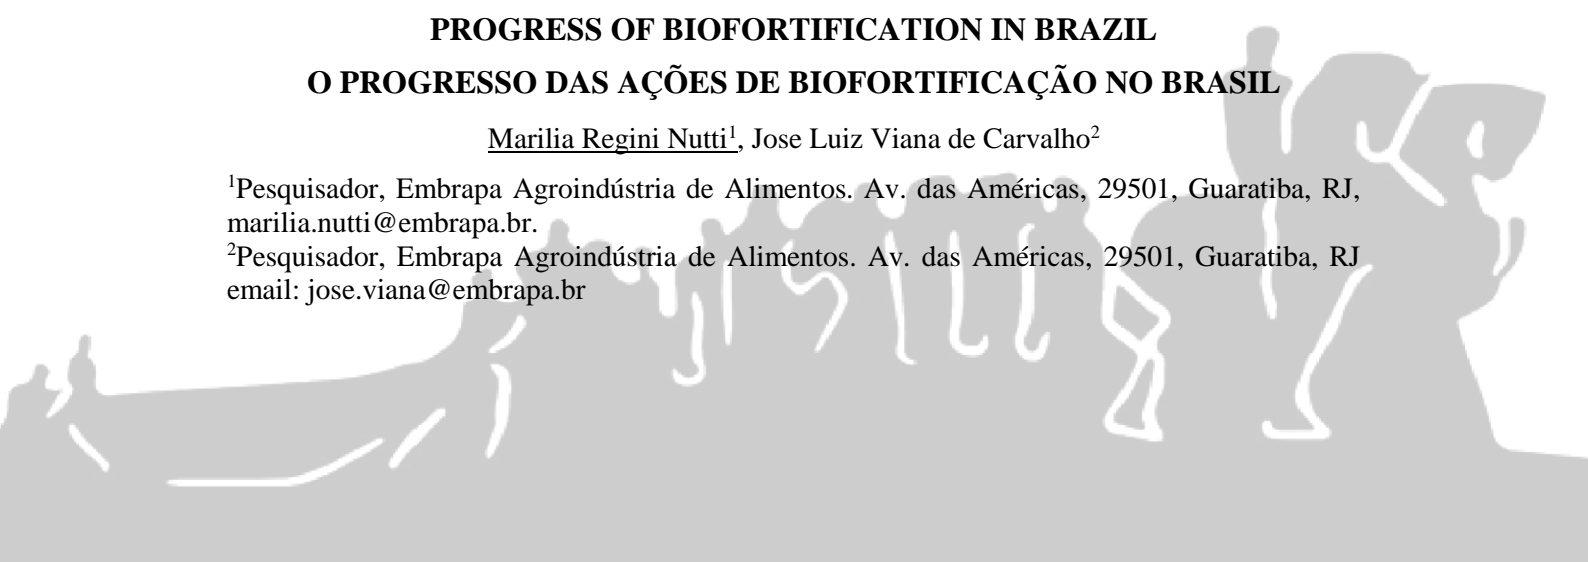 PROGRESS OF BIOFORTIFICATION IN BRAZIL
O PROGRESSO DAS AÇÕES DE BIOFORTIFICAÇÃO NO BRASIL
Marilia Regini Nutti¹, Jose Luiz Viana de Carvalho²
¹Pesquisador, Embrapa Agroindústria de Alimentos. Av. das Américas, 29501, Guaratiba, RJ,
marilia.nutti@embrapa.br.
²Pesquisador, Embrapa Agroindústria de Alimentos. Av. das Américas, 29501, Guaratiba, RJ
email: jose.viana@embrapa.br